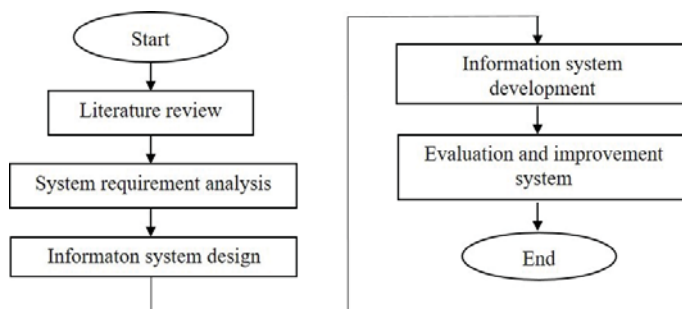 Start
Literature review
System requirement analysis
Informaton system design
Information system
development
Evaluation and improvement
system
End